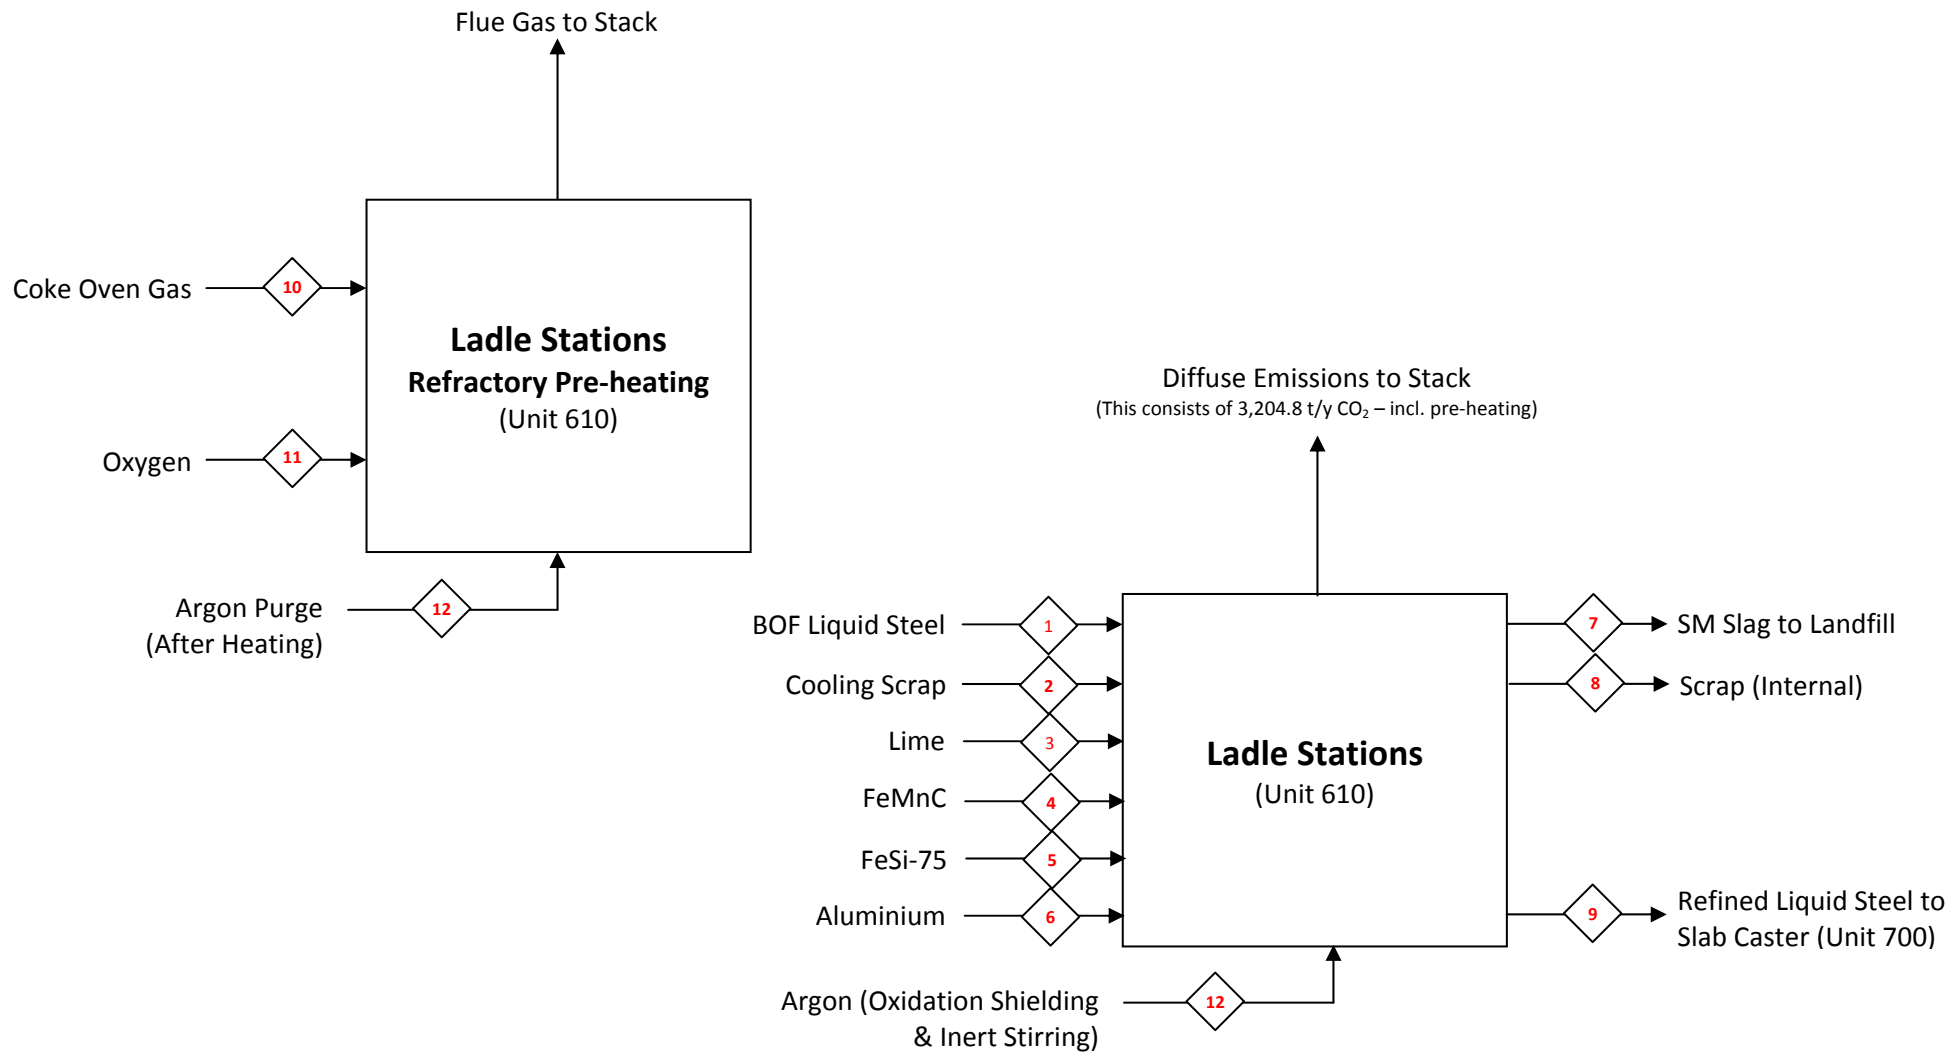 Flue Gas to Stack
Coke Oven Gas
10
Ladle Stations
Refractory Pre-heating
(Unit 610)
Oxygen
11
Argon Purge
(After Heating)
12
Diffuse Emissions to Stack
(This consists of 3,204.8 t/y CO₂ – incl. pre-heating)
BOF Liquid Steel
1
Cooling Scrap
2
Lime
3
FeMnC
4
FeSi-75
5
Aluminium
6
Ladle Stations
(Unit 610)
7
SM Slag to Landfill
8
Scrap (Internal)
9
Refined Liquid Steel to
Slab Caster (Unit 700)
Argon (Oxidation Shielding
& Inert Stirring)
12